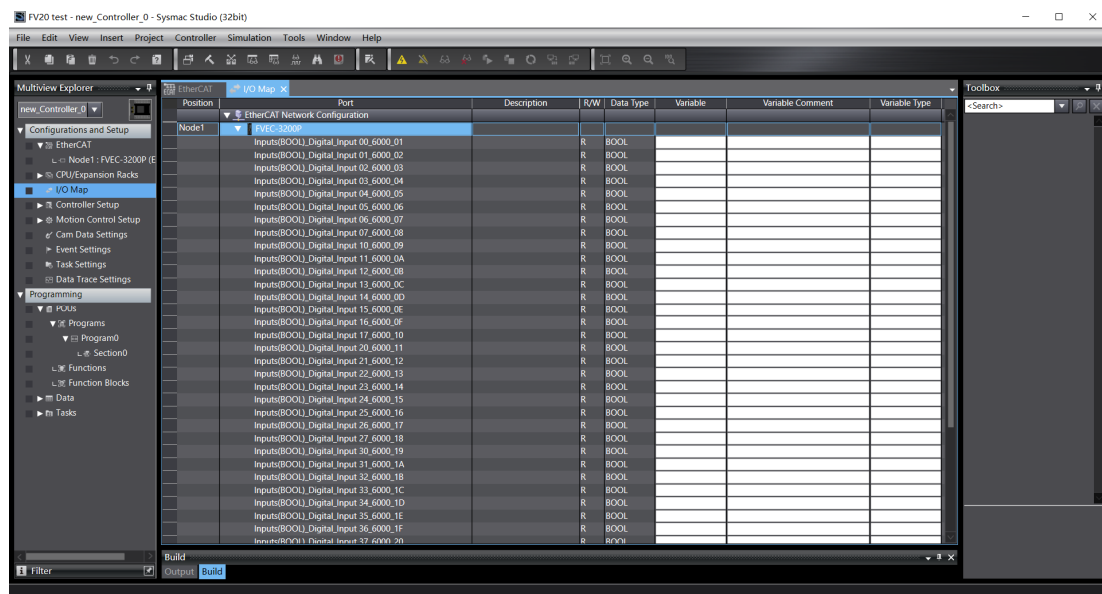 FV20 test - new_Controller_0 - Sysmac Studio (32bit)
File Edit View Insert Project Controller Simulation Tools Window Help
Multiview Explorer
new_Controller_0
Configurations and Setup
EtherCAT
Node1 : FVEC-3200P (E
CPU/Expansion Racks
I/O Map
Controller Setup
Motion Control Setup
Cam Data Settings
Event Settings
Task Settings
Data Trace Settings
Programming
POUs
Programs
Program0
Section0
Functions
Function Blocks
Data
Tasks
Filter
EtherCAT I/O Map
Position Port Description R/W Data Type Variable Variable Comment Variable Type
EtherCAT Network Configuration
Node1 FVEC-3200P
Inputs(BOOL)_Digital_Input 00_6000_01 R BOOL
Inputs(BOOL)_Digital_Input 01_6000_02 R BOOL
Inputs(BOOL)_Digital_Input 02_6000_03 R BOOL
Inputs(BOOL)_Digital_Input 03_6000_04 R BOOL
Inputs(BOOL)_Digital_Input 04_6000_05 R BOOL
Inputs(BOOL)_Digital_Input 05_6000_06 R BOOL
Inputs(BOOL)_Digital_Input 06_6000_07 R BOOL
Inputs(BOOL)_Digital_Input 07_6000_08 R BOOL
Inputs(BOOL)_Digital_Input 10_6000_09 R BOOL
Inputs(BOOL)_Digital_Input 11_6000_0A R BOOL
Inputs(BOOL)_Digital_Input 12_6000_0B R BOOL
Inputs(BOOL)_Digital_Input 13_6000_0C R BOOL
Inputs(BOOL)_Digital_Input 14_6000_0D R BOOL
Inputs(BOOL)_Digital_Input 15_6000_0E R BOOL
Inputs(BOOL)_Digital_Input 16_6000_0F R BOOL
Inputs(BOOL)_Digital_Input 17_6000_10 R BOOL
Inputs(BOOL)_Digital_Input 20_6000_11 R BOOL
Inputs(BOOL)_Digital_Input 21_6000_12 R BOOL
Inputs(BOOL)_Digital_Input 22_6000_13 R BOOL
Inputs(BOOL)_Digital_Input 23_6000_14 R BOOL
Inputs(BOOL)_Digital_Input 24_6000_15 R BOOL
Inputs(BOOL)_Digital_Input 25_6000_16 R BOOL
Inputs(BOOL)_Digital_Input 26_6000_17 R BOOL
Inputs(BOOL)_Digital_Input 27_6000_18 R BOOL
Inputs(BOOL)_Digital_Input 30_6000_19 R BOOL
Inputs(BOOL)_Digital_Input 31_6000_1A R BOOL
Inputs(BOOL)_Digital_Input 32_6000_1B R BOOL
Inputs(BOOL)_Digital_Input 33_6000_1C R BOOL
Inputs(BOOL)_Digital_Input 34_6000_1D R BOOL
Inputs(BOOL)_Digital_Input 35_6000_1E R BOOL
Inputs(BOOL)_Digital_Input 36_6000_1F R BOOL
Inputs(BOOL)_Digital_Input 37_6000_20 R BOOL
Build
Output Build
Toolbox
<Search>